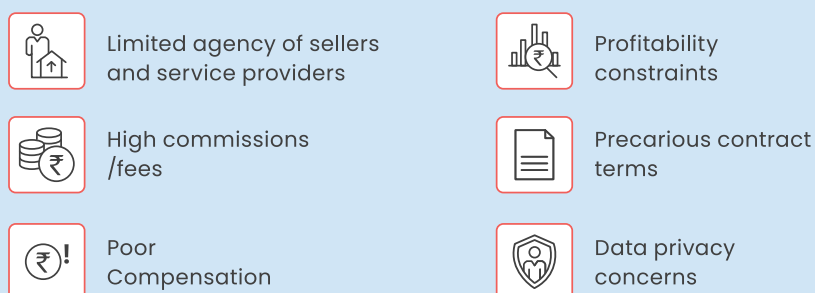 Limited agency of sellers
and service providers
Profitability
constraints
High commissions
/fees
Precarious contract
terms
Poor
Compensation
Data privacy
concerns